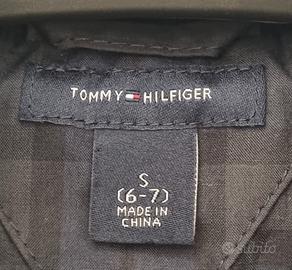 TOMMY HILFIGER
S
(6-7)
MADE IN
CHINA
subito